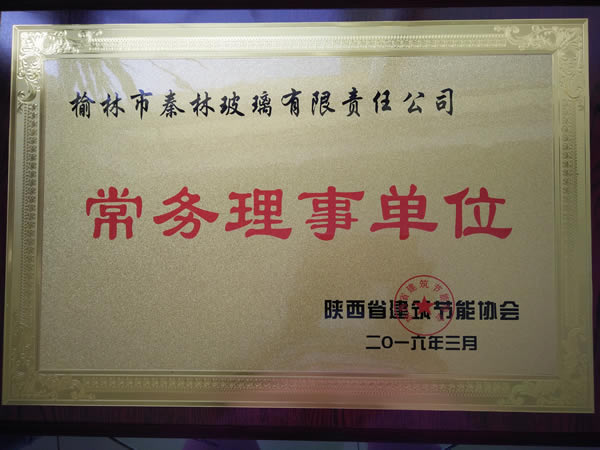 榆林市秦林玻璃有限责任公司
常务理事单位
陕西省建筑节能协会
二〇一六年三月